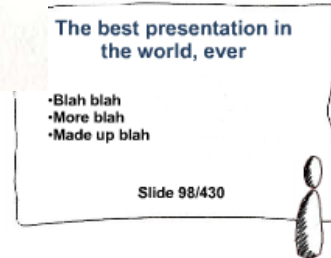 The best presentation in
the world, ever
•Blah blah
•More blah
•Made up blah
Slide 98/430